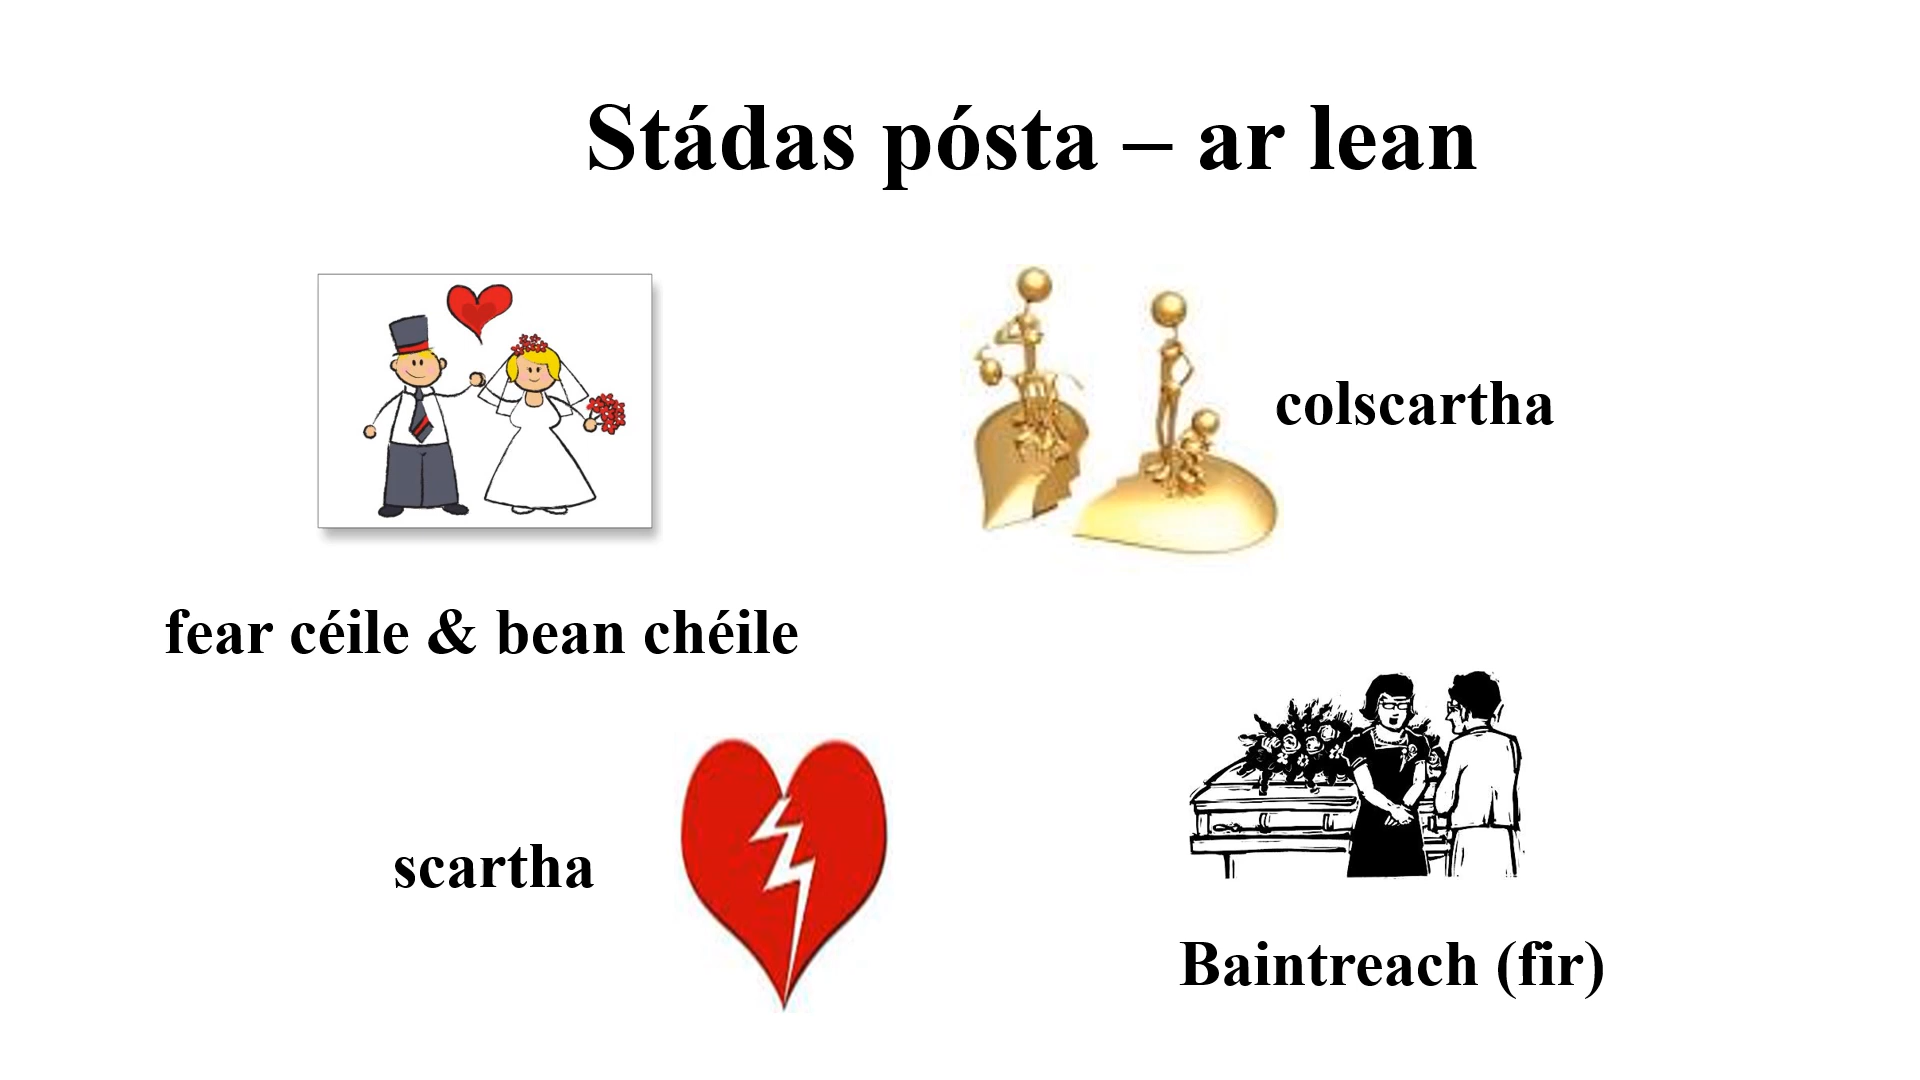 Stádas pósta – ar lean
colscartha
fear céile & bean chéile
scartha
Baintreach (fir)